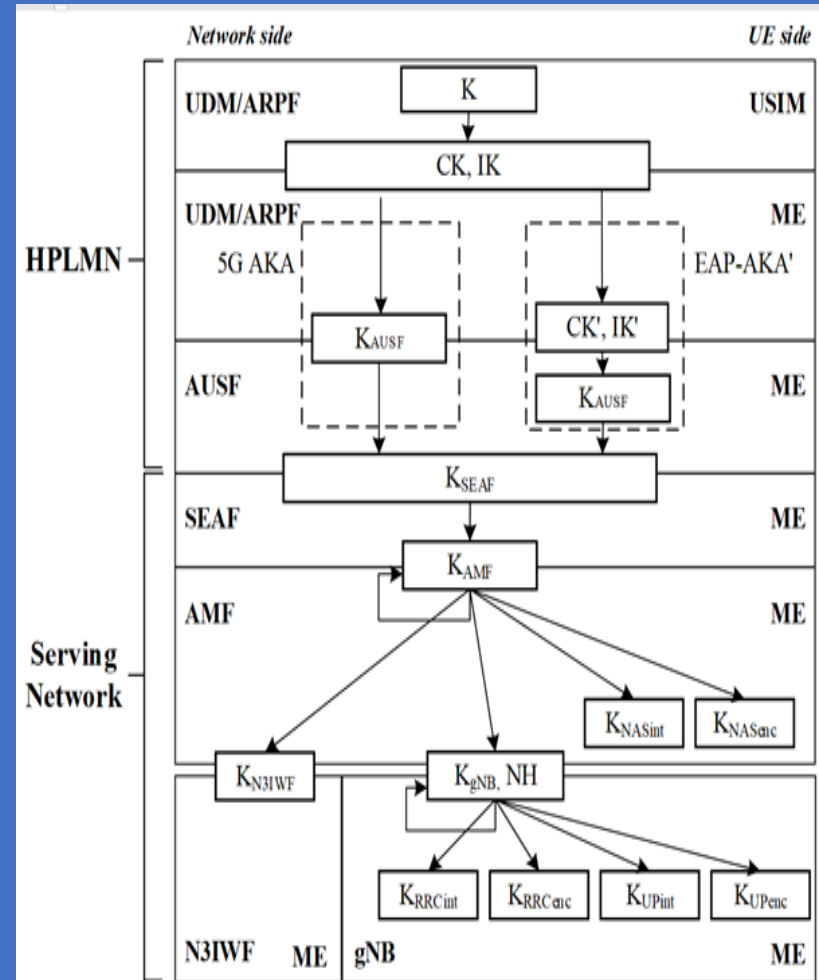 Network side UE side
UDM/ARPF K USIM
CK, IK
UDM/ARPF ME
HPLMN 5G AKA EAP-AKA'
KAUSF CK', IK'
AUSF KAUSF ME
KSEAF
SEAF ME
KAMF
AMF ME
Serving
Network
KNASint KNASenc
KN3IWF KgNB, NH
KRRCint KRRCenc KUPint KUPenc
N3IWF ME gNB ME